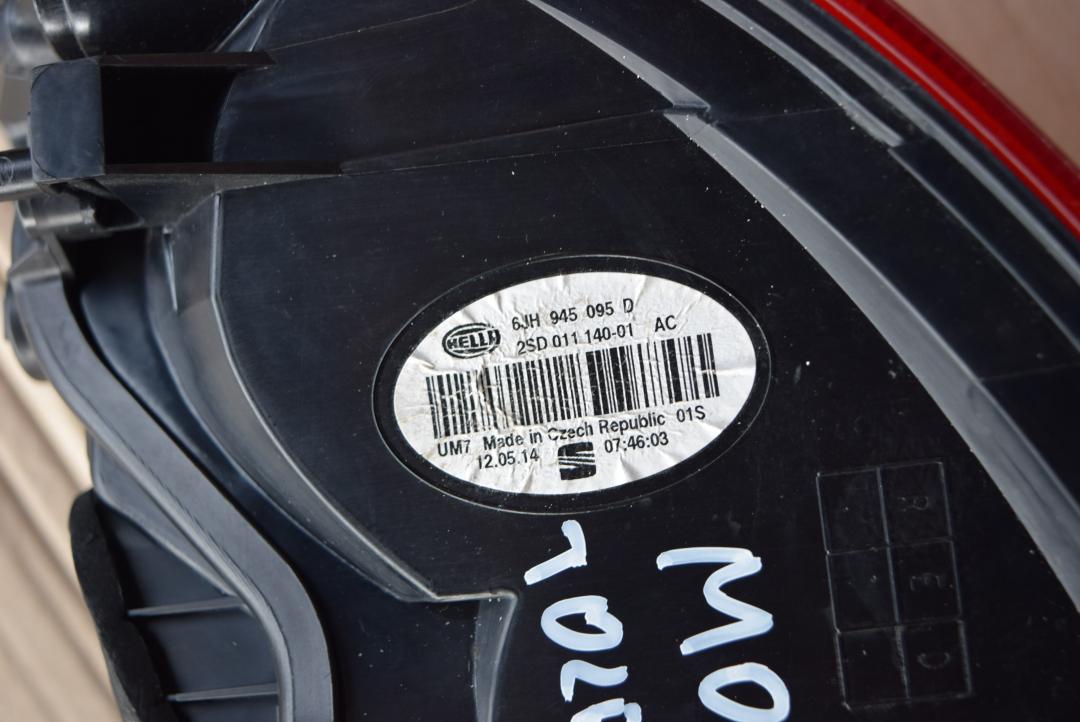 HELLA
6JH 945 095 D
2SD 011 140-01 AC
UM7 Made in Czech Republic 01S
12.05.14 07:46:03